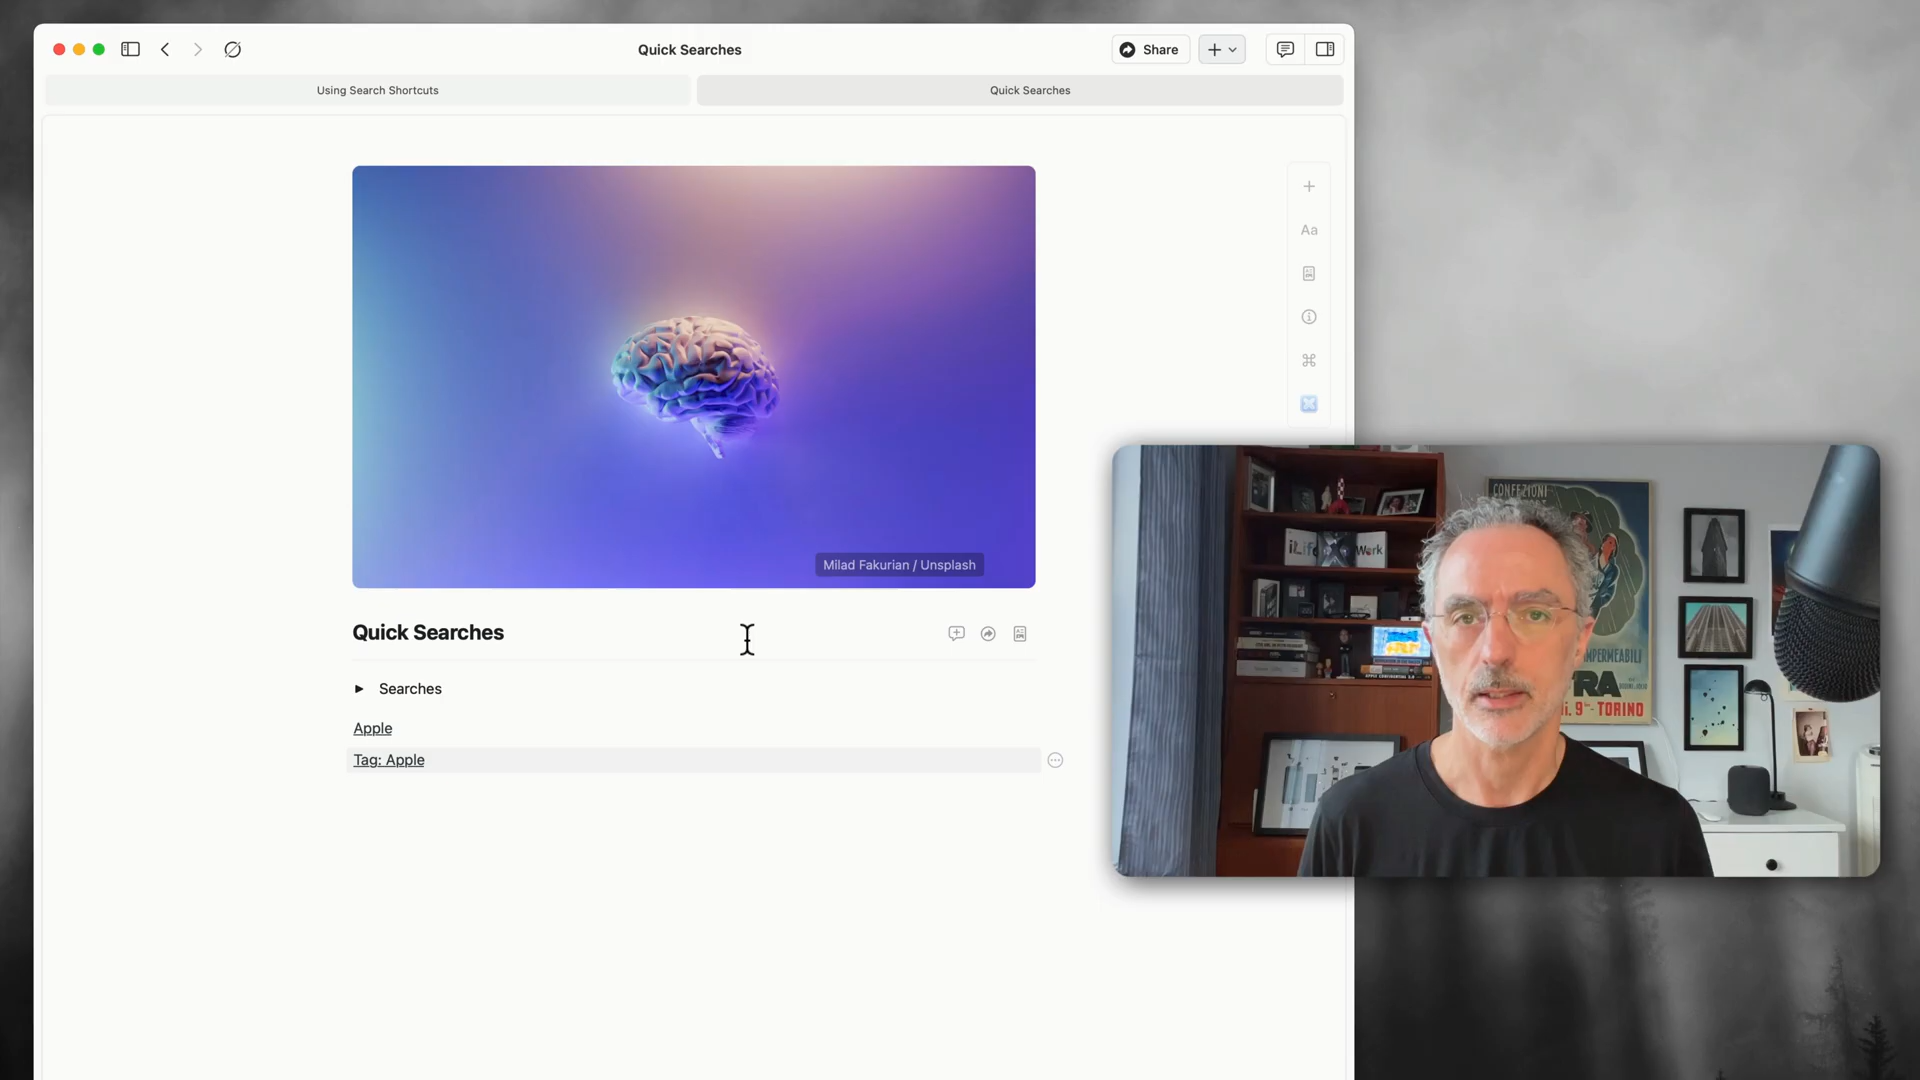 Quick Searches
Share
Using Search Shortcuts
Quick Searches
Aa
Milad Fakurian / Unsplash
Quick Searches
Searches
Apple
Tag: Apple
CONFEZIONI
iLife
Work
IMPERMEABILI
TORINO